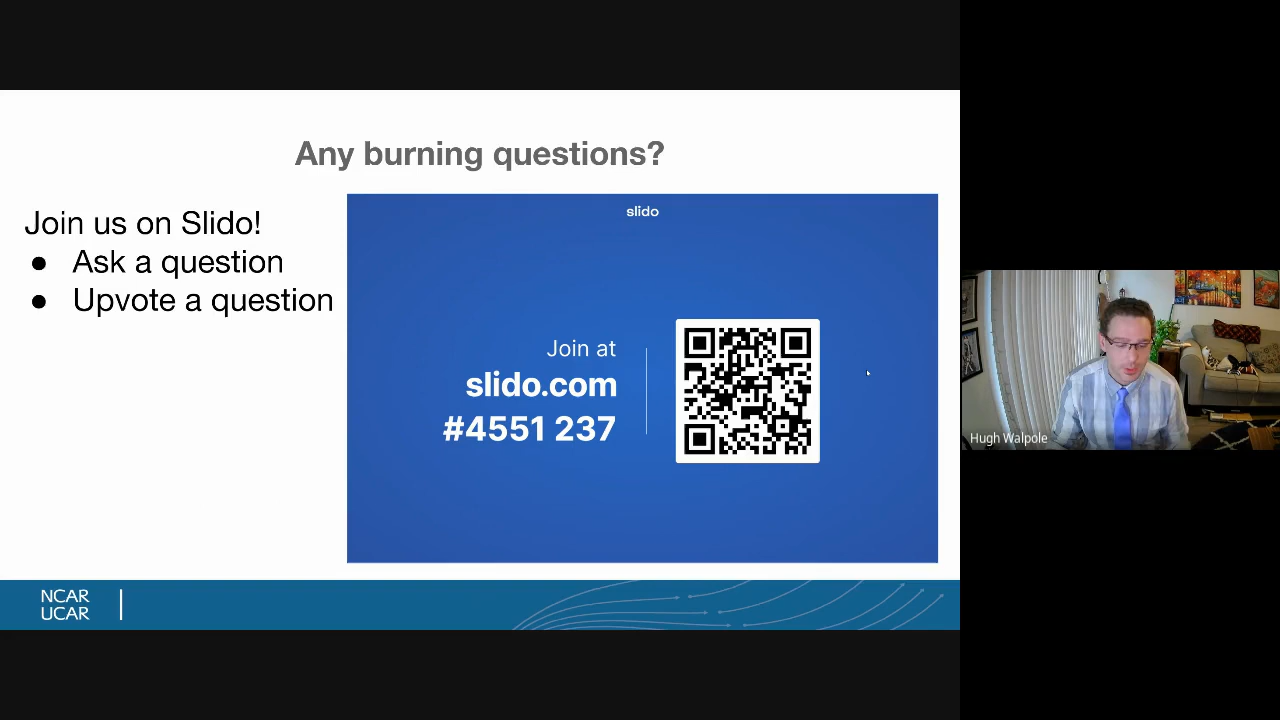 Any burning questions?
Join us on Slido!
● Ask a question
● Upvote a question
slido
Join at
slido.com
#4551 237
NCAR
UCAR
Hugh Walpole